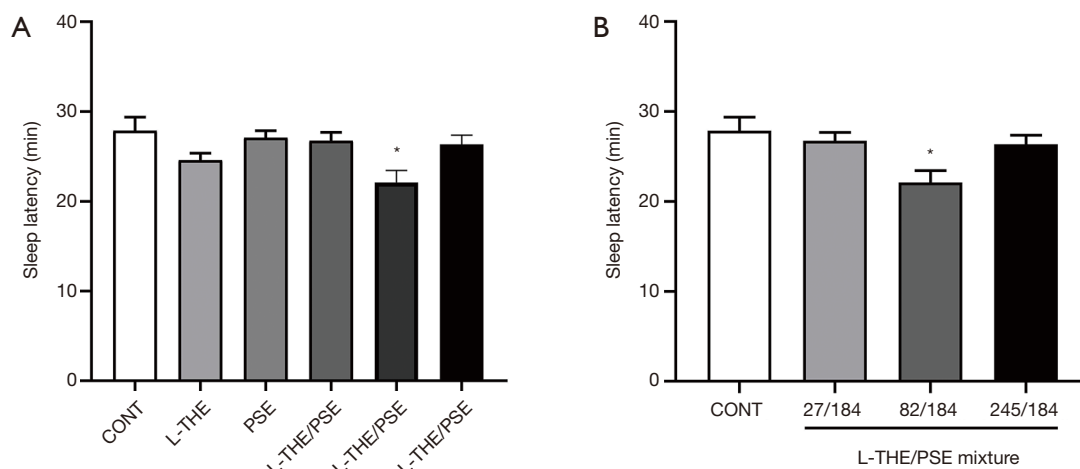 A
Sleep latency (min)
40
30
20
10
0
*
CONT
L-THE
PSE
L-THE/PSE
L-THE/PSE
L-THE/PSE
B
Sleep latency (min)
40
30
20
10
0
*
CONT
27/184
82/184
245/184
L-THE/PSE mixture